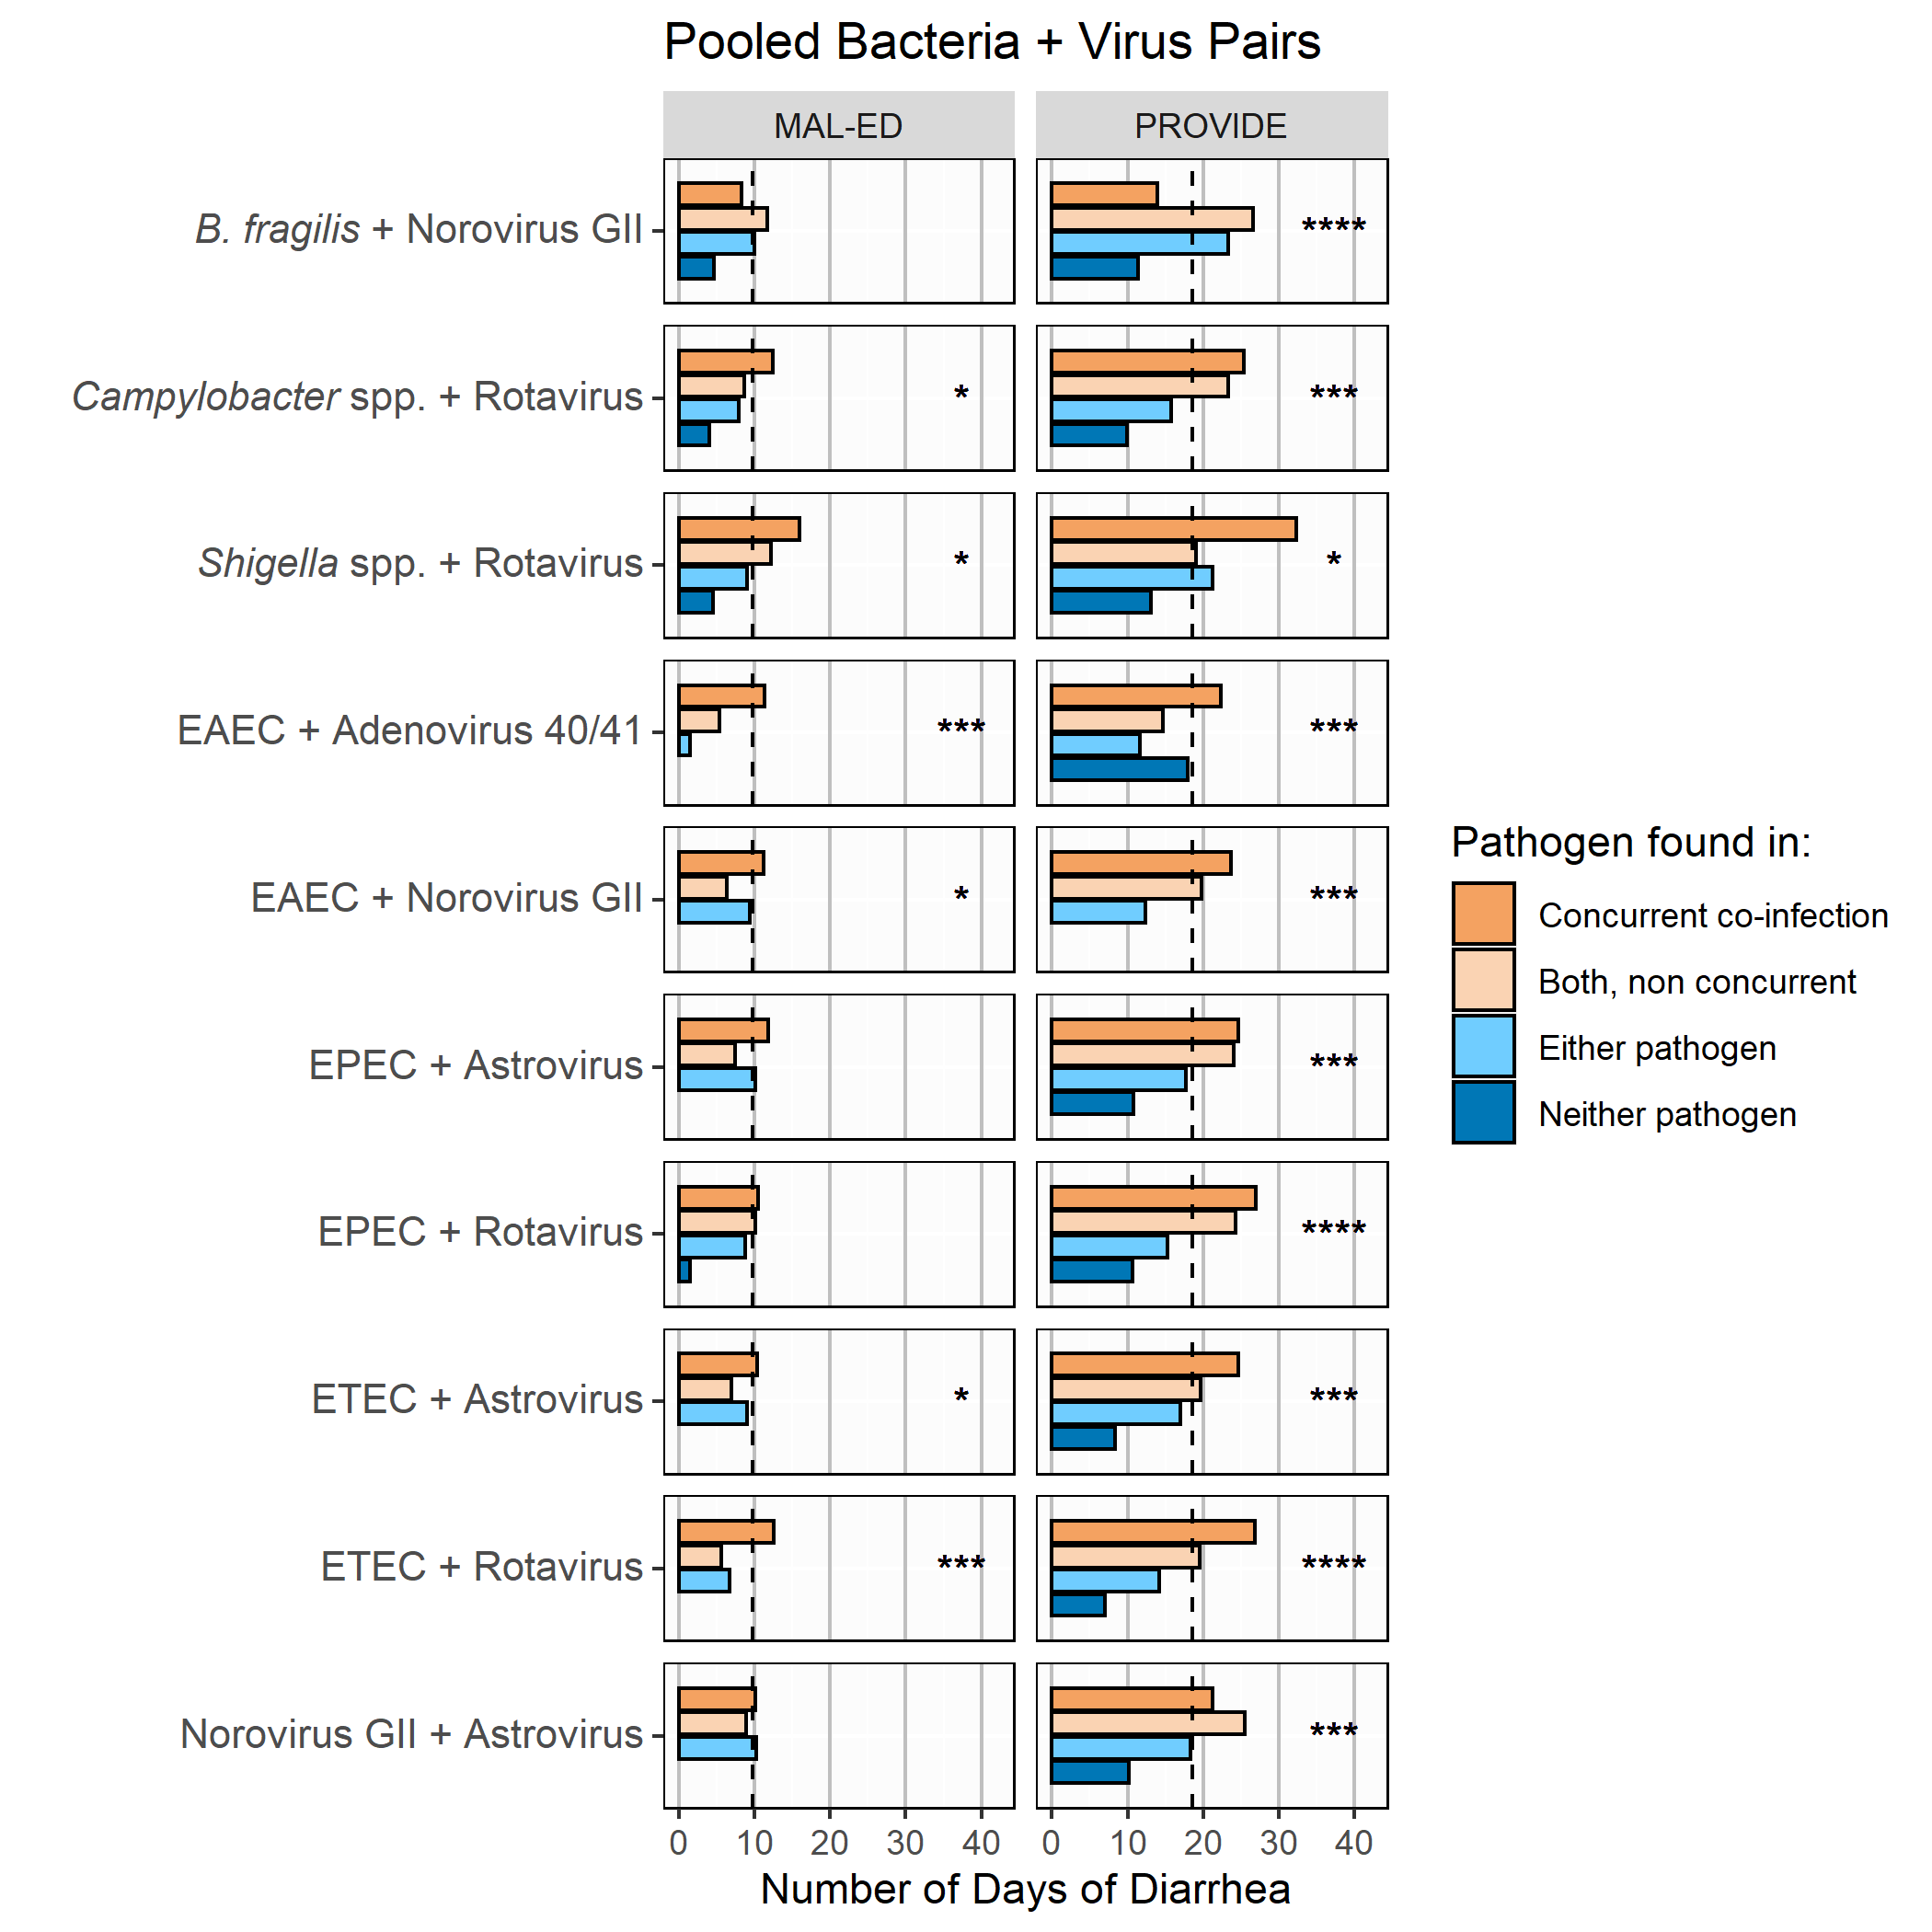 Pooled Bacteria + Virus Pairs
MAL-ED
PROVIDE
B. fragilis + Norovirus GII
****
Campylobacter spp. + Rotavirus
*
***
Shigella spp. + Rotavirus
*
*
EAEC + Adenovirus 40/41
***
***
EAEC + Norovirus GII
*
***
EPEC + Astrovirus
***
EPEC + Rotavirus
****
ETEC + Astrovirus
*
***
ETEC + Rotavirus
***
****
Norovirus GII + Astrovirus
***
0 10 20 30 40
0 10 20 30 40
Number of Days of Diarrhea
Pathogen found in:
Concurrent co-infection
Both, non concurrent
Either pathogen
Neither pathogen